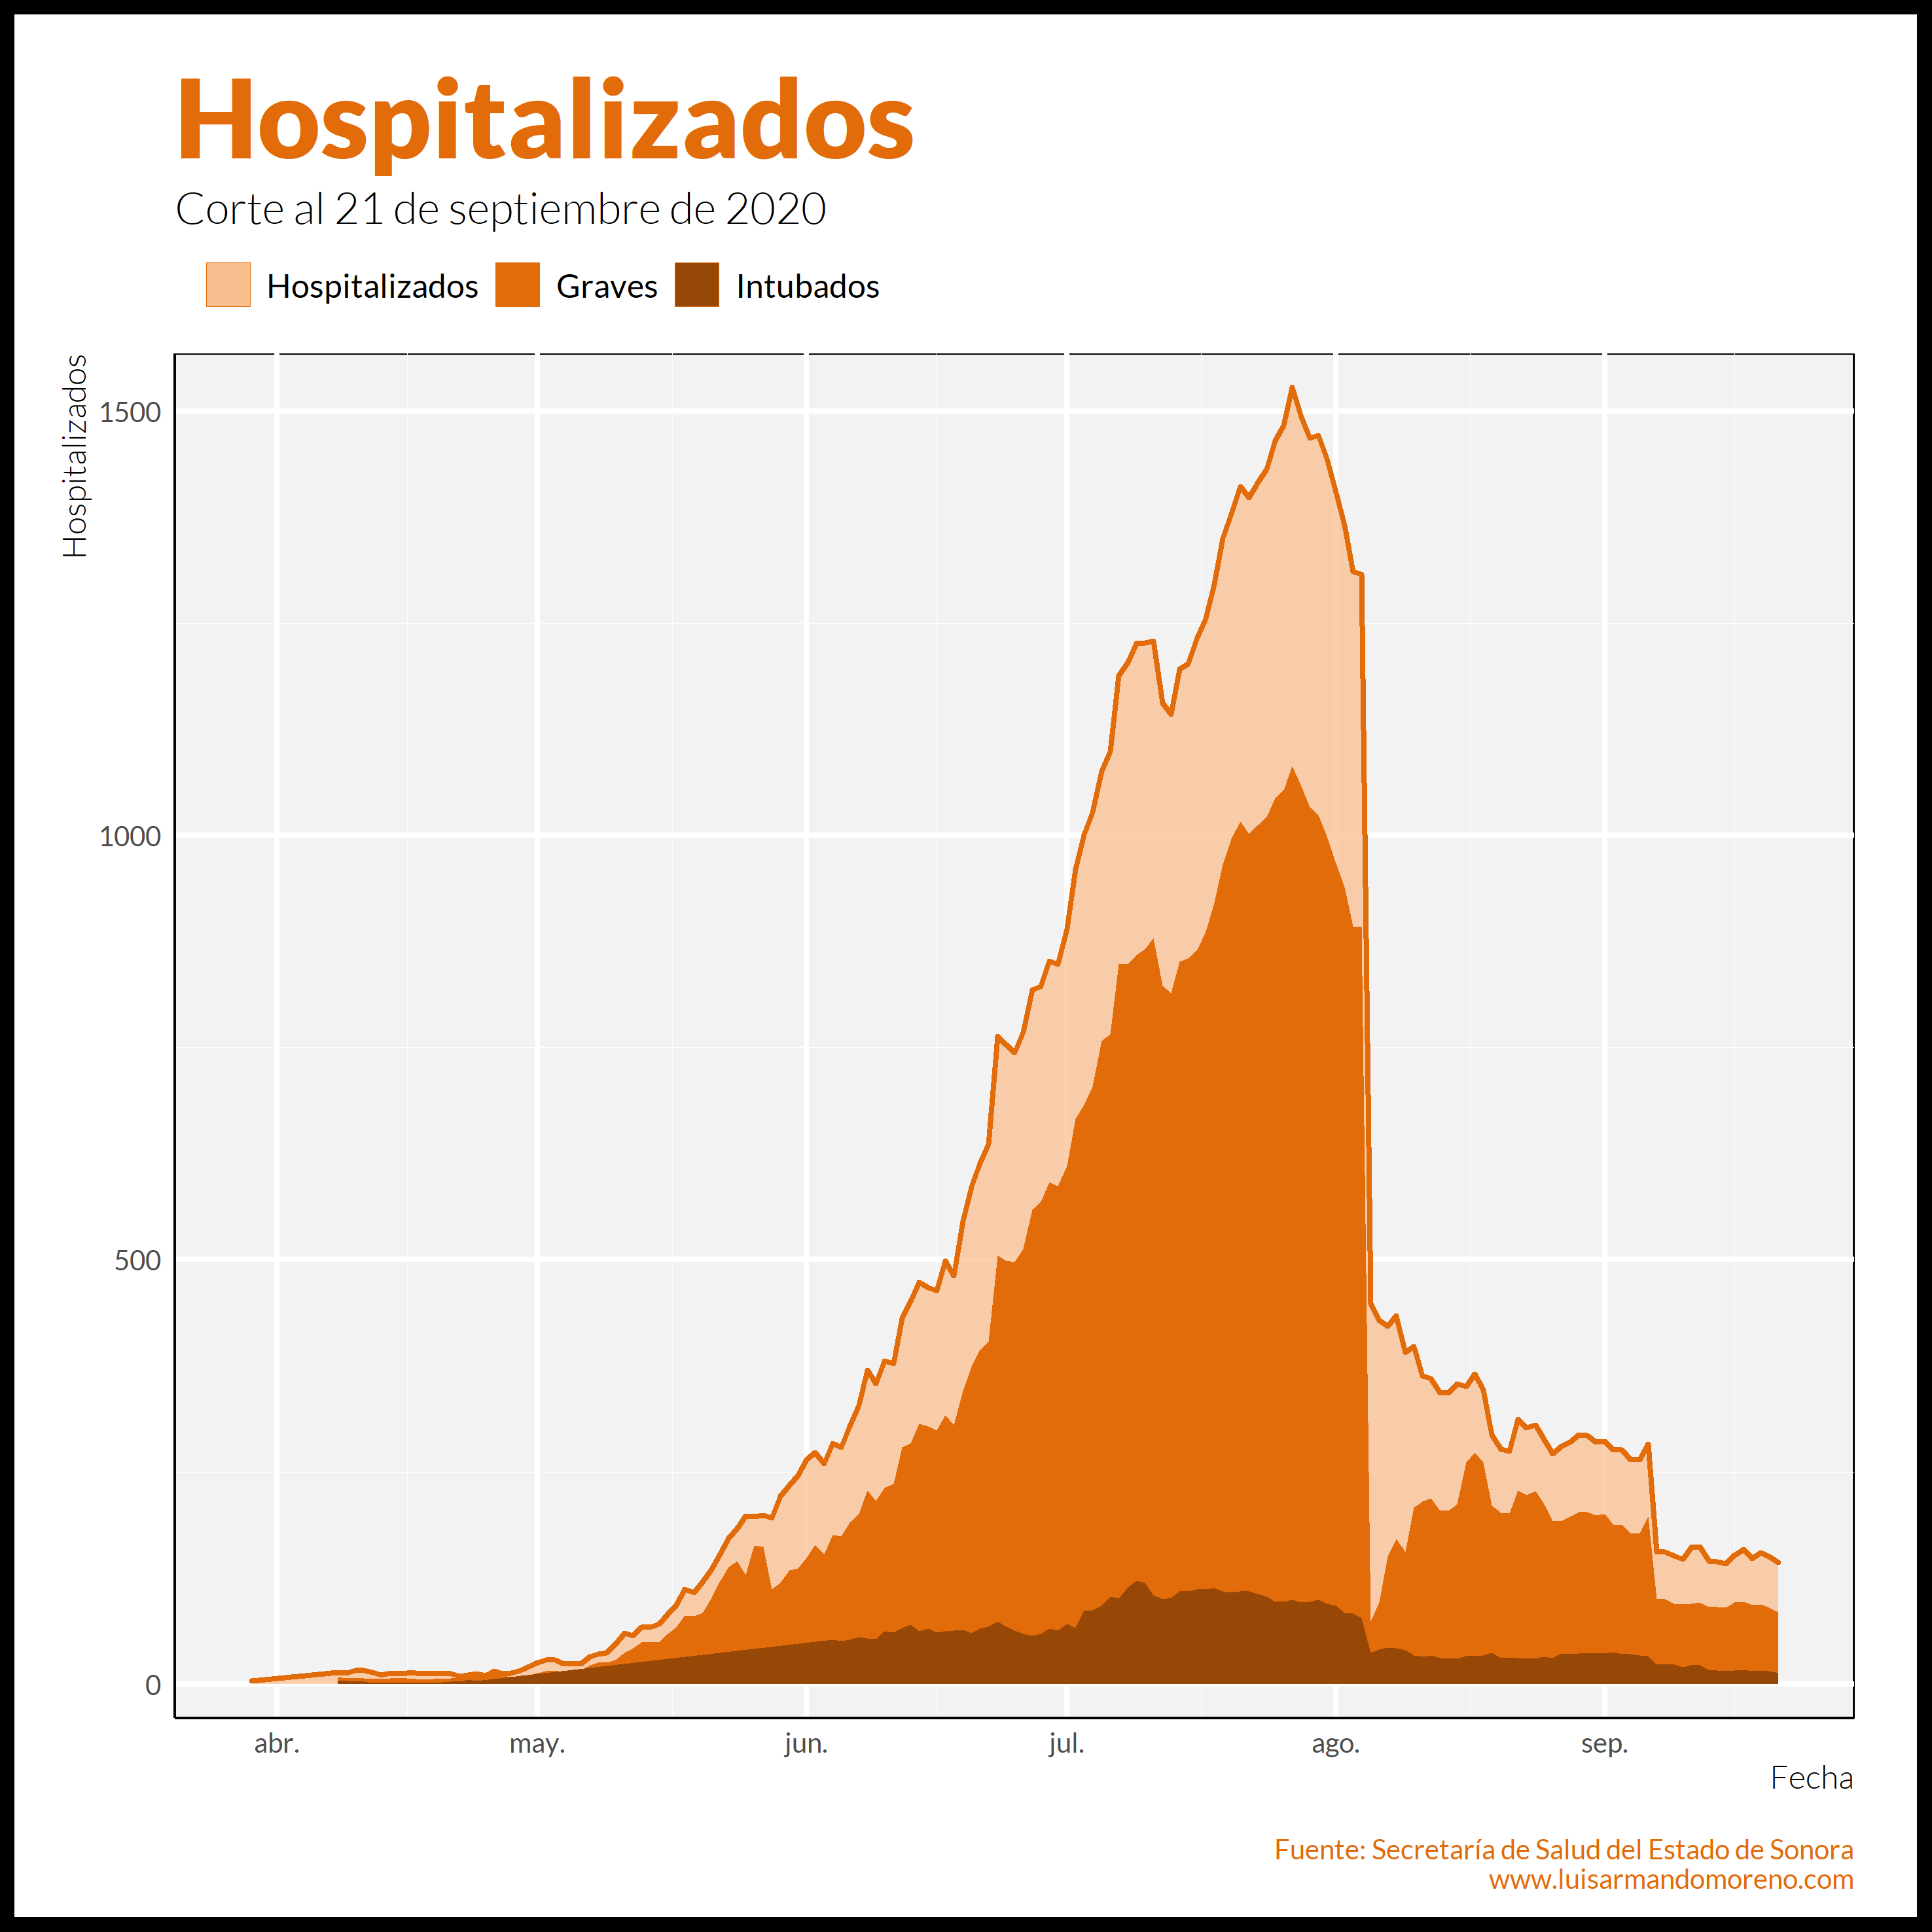 Hospitalizados
Corte al 21 de septiembre de 2020
Hospitalizados Graves Intubados
Hospitalizados
1500
1000
500
0
abr. may. jun. jul. ago. sep.
Fecha
Fuente: Secretaría de Salud del Estado de Sonora
www.luisarmandomoreno.com